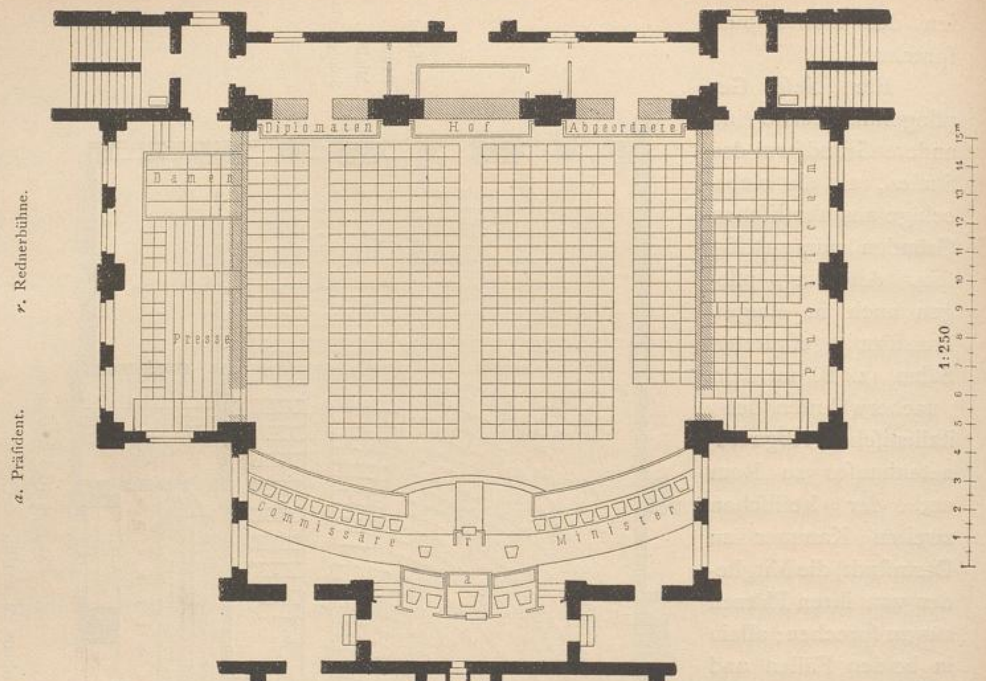 Diplomaten
Hof
Abgeordnete
Damen
Presse
Publicum
Commissäre
r
Minister
a
a. Präsident.
r. Rednerbühne.
1:250
15 m
14
13
12
11
10
9
8
7
6
5
4
3
2
1